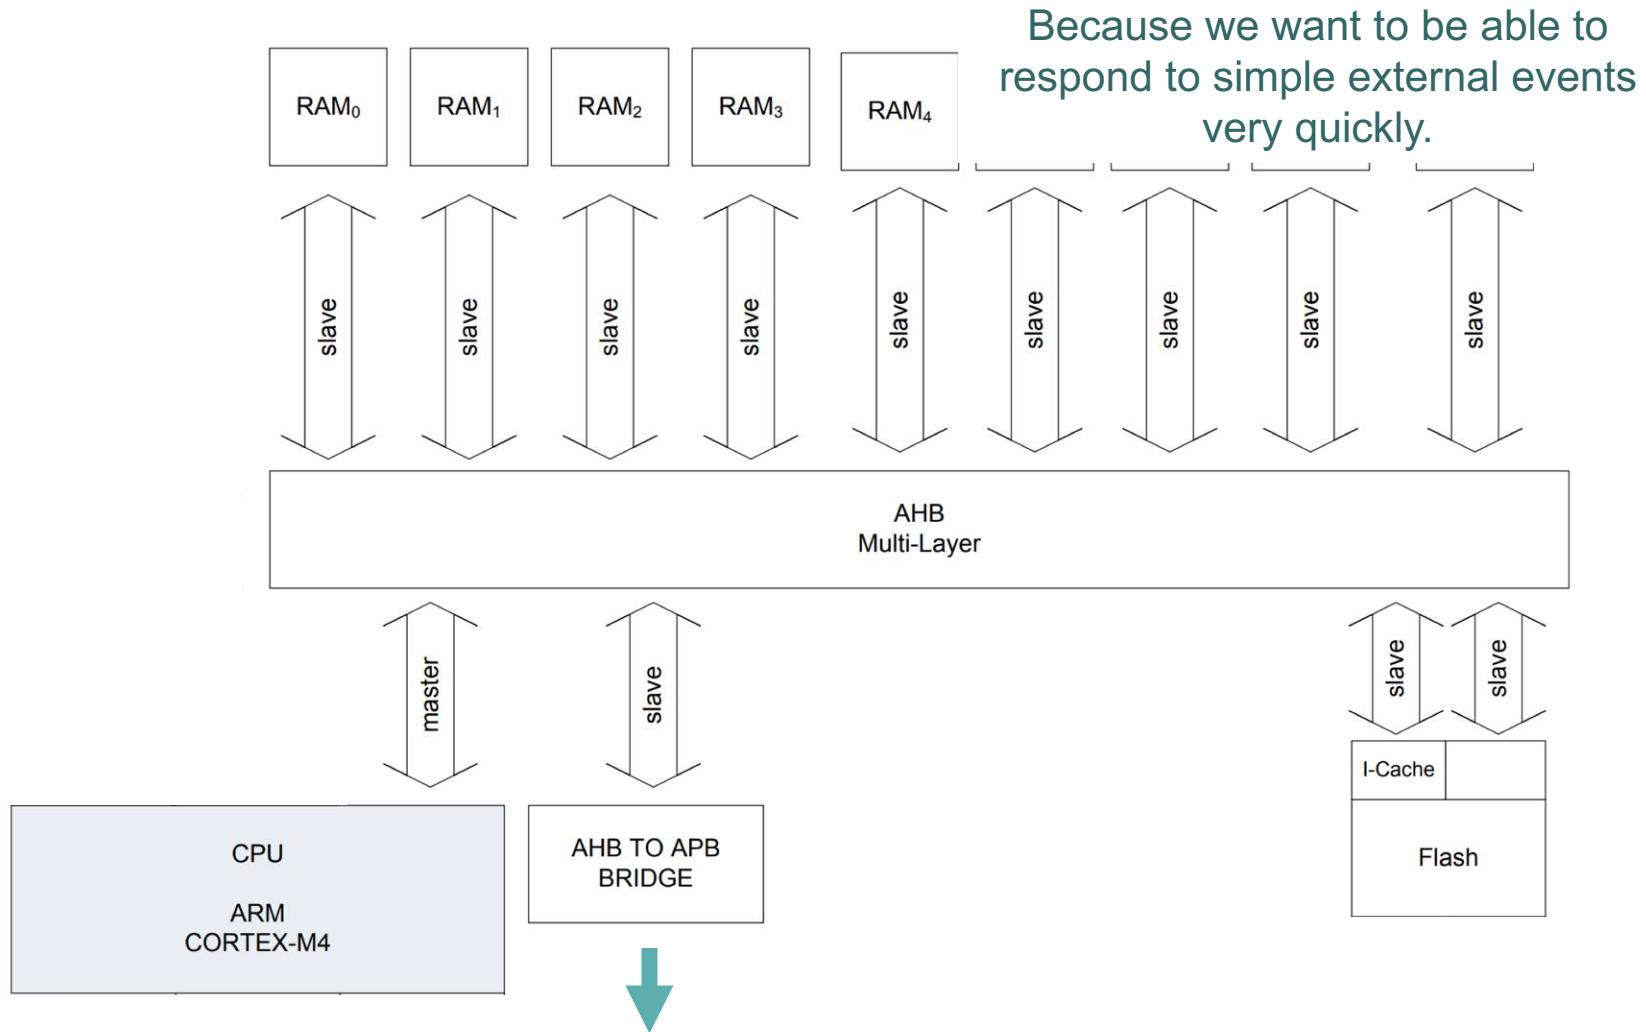 Because we want to be able to
respond to simple external events
very quickly.
RAM₀
RAM₁
RAM₂
RAM₃
RAM₄
slave
slave
slave
slave
slave
slave
slave
slave
slave
AHB
Multi-Layer
master
slave
slave
slave
CPU
ARM
CORTEX-M4
AHB TO APB
BRIDGE
I-Cache
Flash